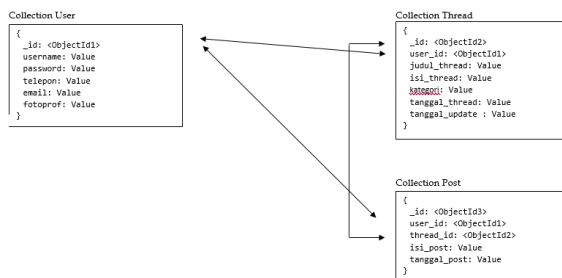 Collection User
{
_id: <ObjectId1>
username: Value
password: Value
telepon: Value
email: Value
fotoprof: Value
}
Collection Thread
{
_id: <ObjectId2>
user_id: <ObjectId1>
judul_thread: Value
isi_thread: Value
kategori: Value
tanggal_thread: Value
tanggal_update : Value
}
Collection Post
{
_id: <ObjectId3>
user_id: <ObjectId1>
thread_id: <ObjectId2>
isi_post: Value
tanggal_post: Value
}